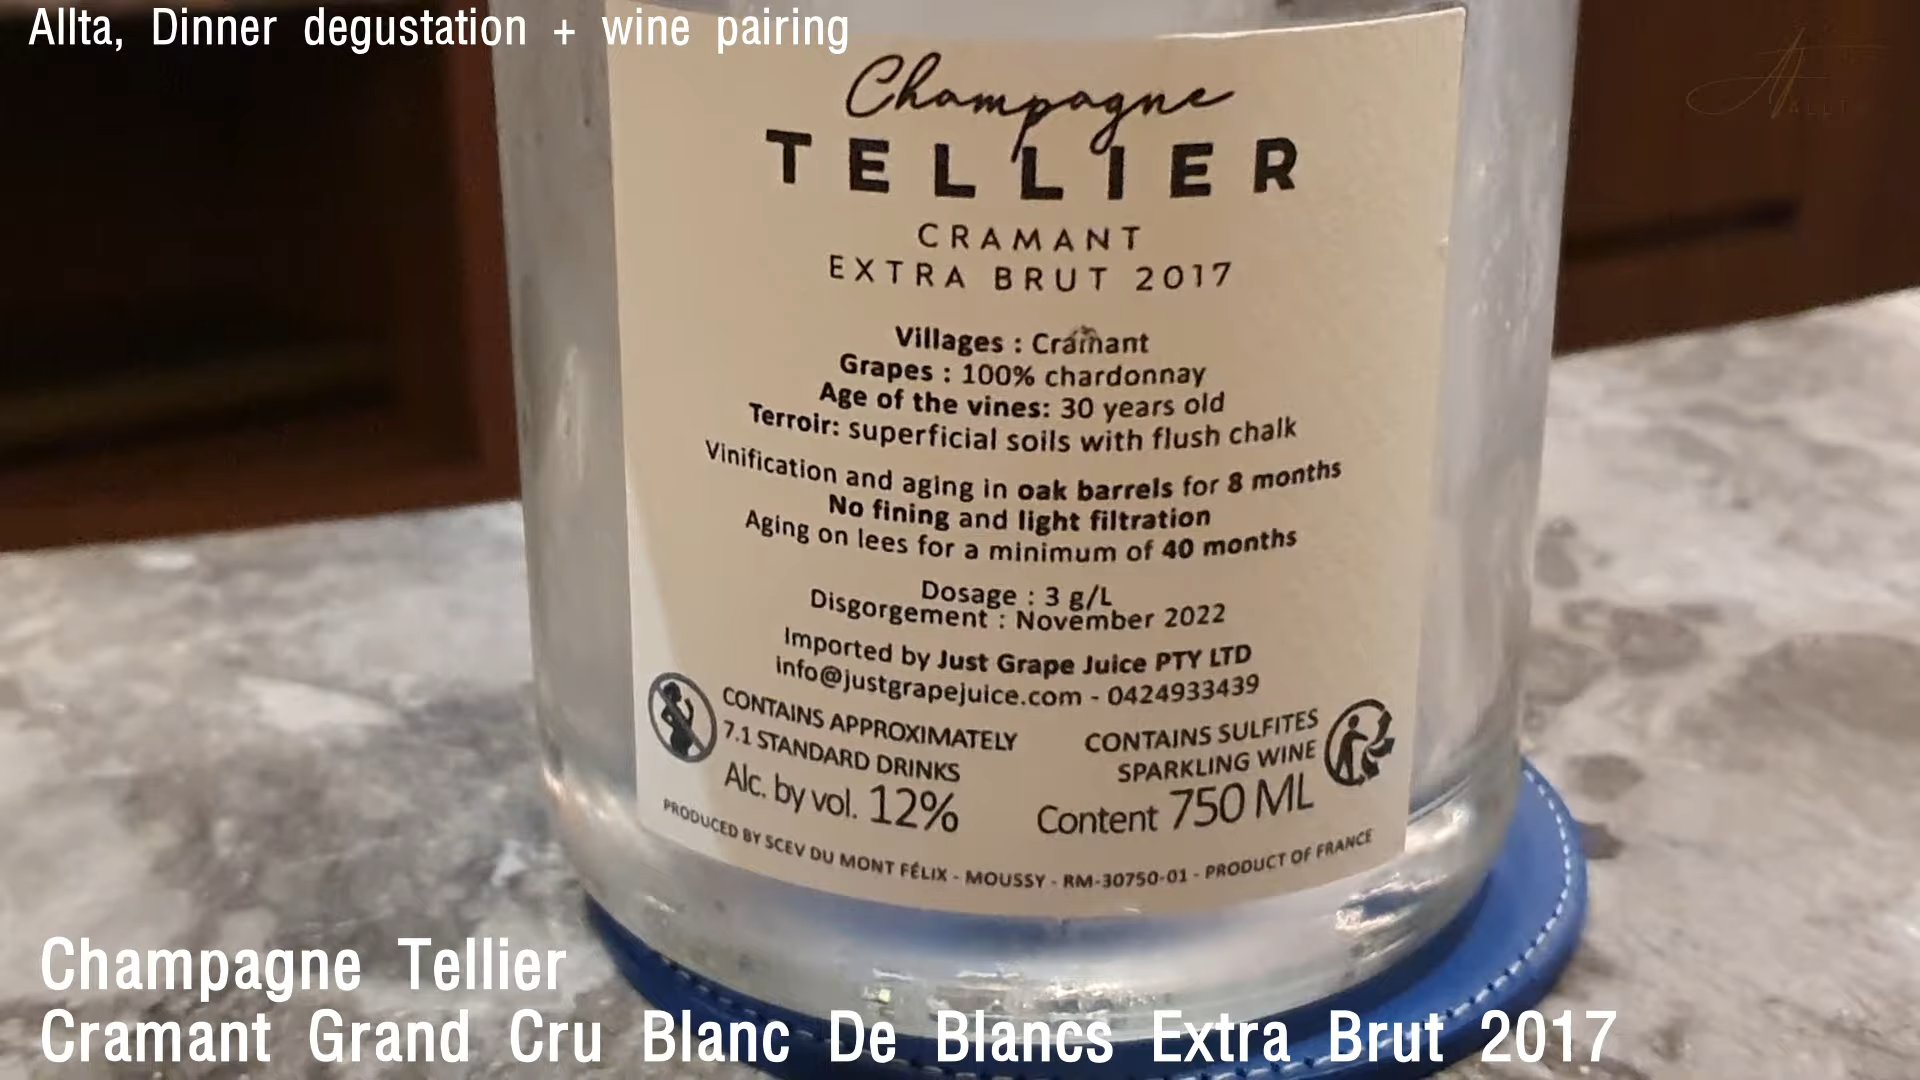 Allta, Dinner degustation + wine pairing
Champagne
TELLIER
CRAMANT
EXTRA BRUT 2017
Villages : Cramant
Grapes : 100% chardonnay
Age of the vines: 30 years old
Terroir: superficial soils with flush chalk
Vinification and aging in oak barrels for 8 months
No fining and light filtration
Aging on lees for a minimum of 40 months
Dosage : 3 g/L
Disgorgement : November 2022
Imported by Just Grape Juice PTY LTD
info@justgrapejuice.com - 0424933439
CONTAINS APPROXIMATELY
7.1 STANDARD DRINKS
Alc. by vol. 12%
CONTAINS SULFITES
SPARKLING WINE
Content 750 ML
PRODUCED BY SCEV DU MONT FÉLIX - MOUSSY - RM-30750-01 - PRODUCT OF FRANCE
Champagne Tellier
Cramant Grand Cru Blanc De Blancs Extra Brut 2017